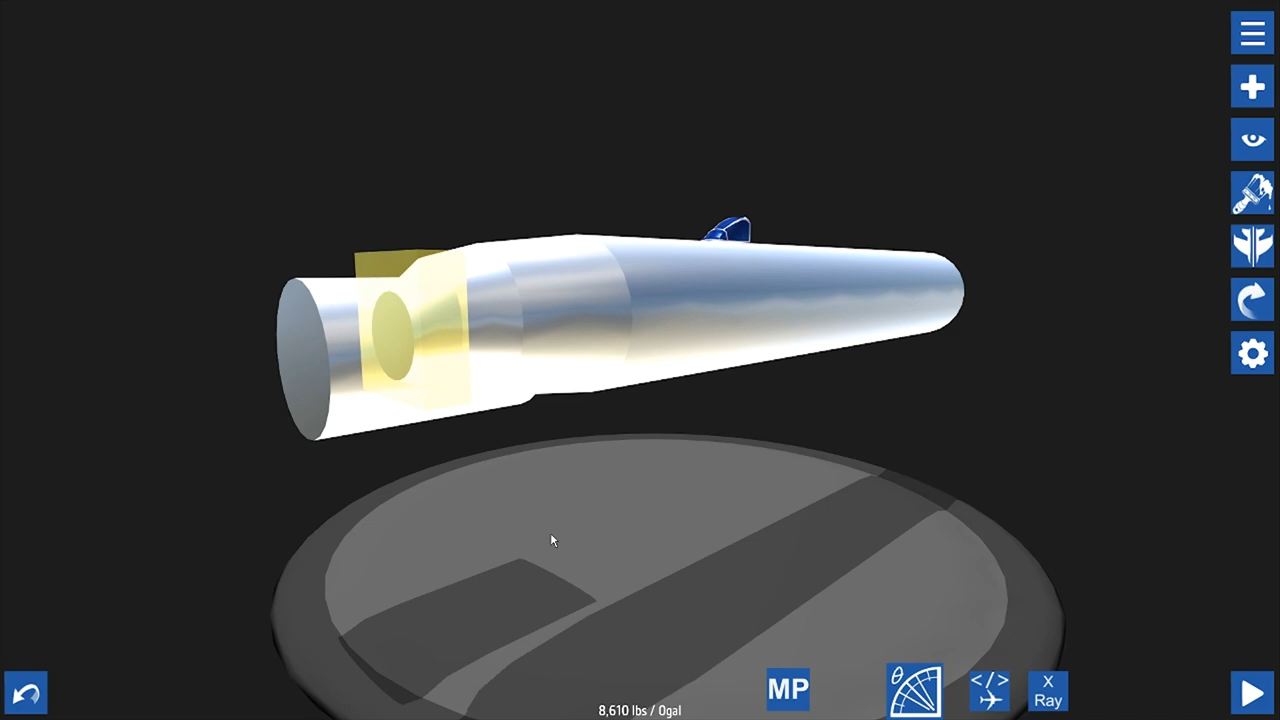 MP
θ
</>
X
Ray
8,610 lbs / 0gal